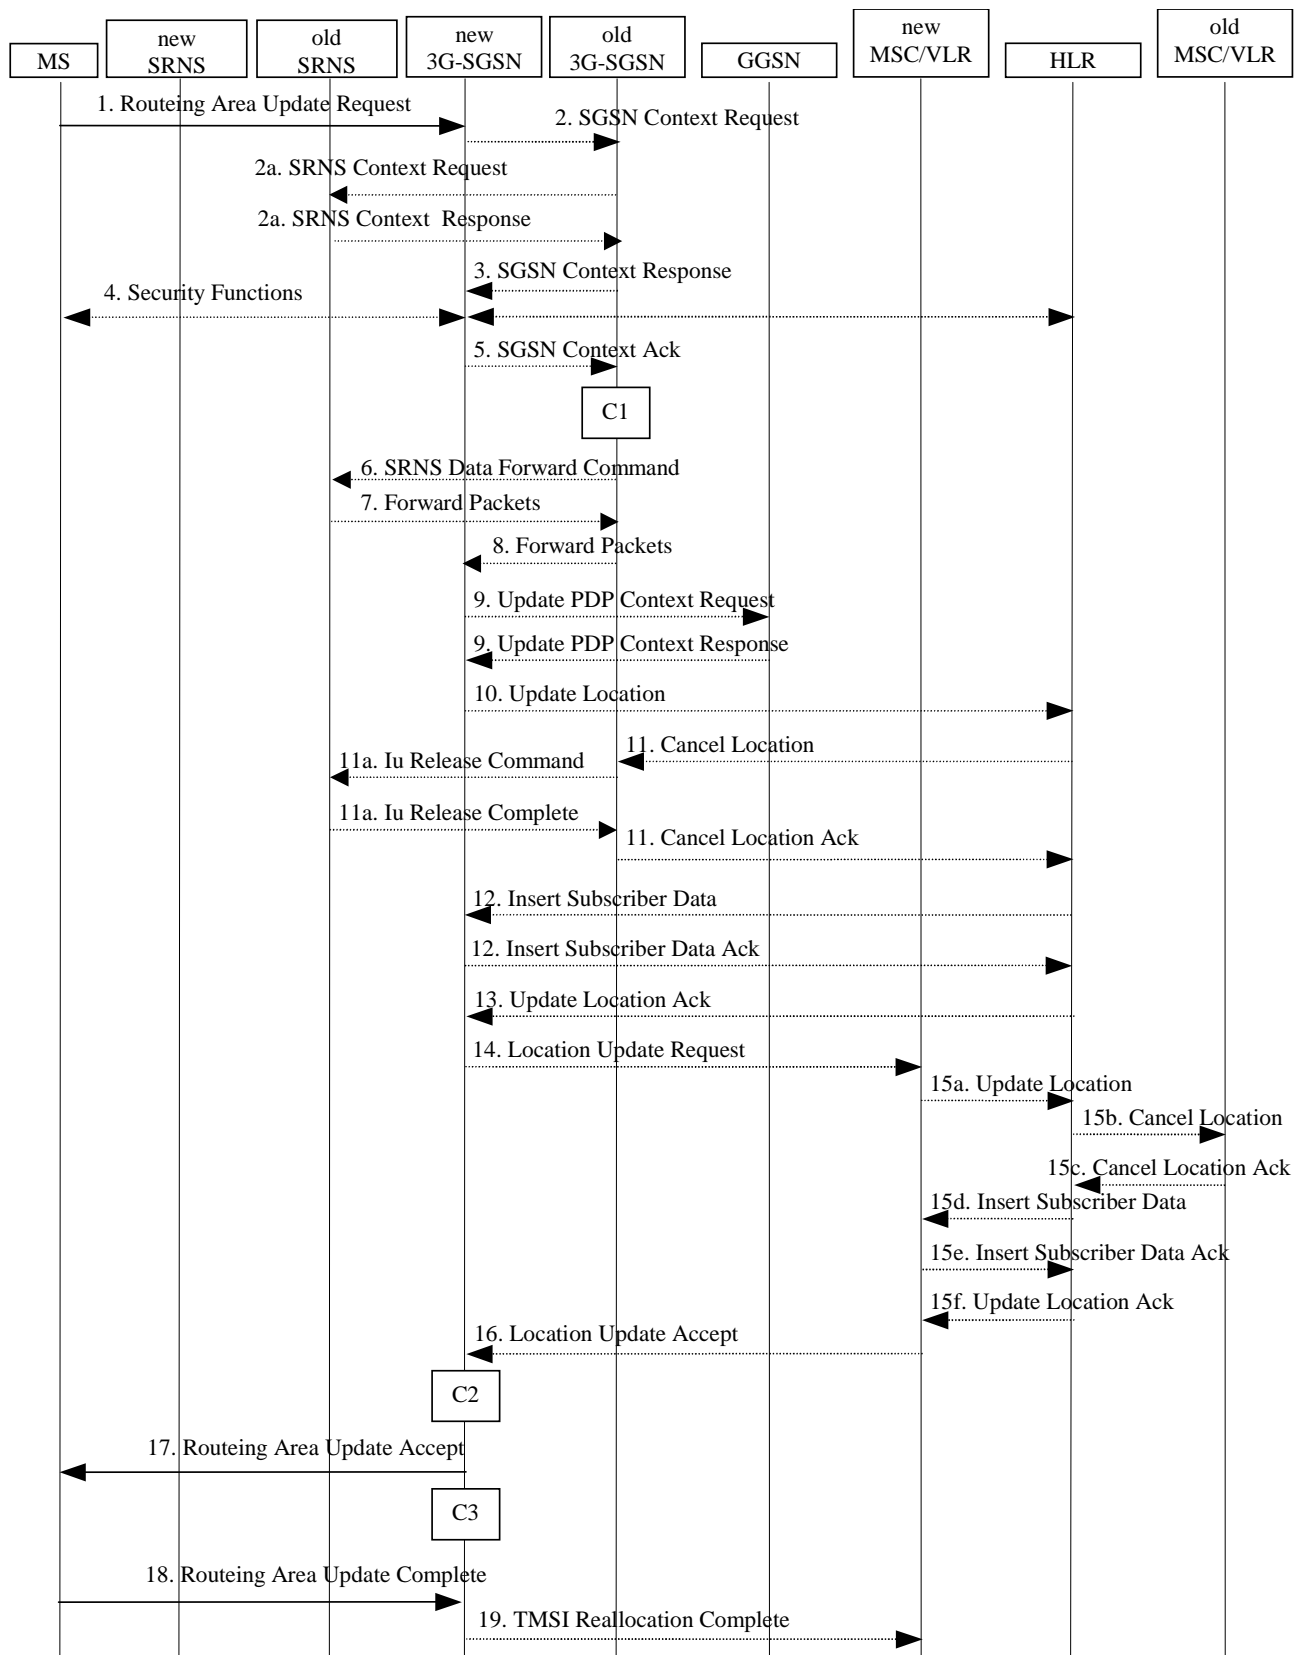 MS
new
SRNS
old
SRNS
new
3G-SGSN
old
3G-SGSN
GGSN
new
MSC/VLR
HLR
old
MSC/VLR
1. Routeing Area Update Request
2. SGSN Context Request
2a. SRNS Context Request
2a. SRNS Context Response
3. SGSN Context Response
4. Security Functions
5. SGSN Context Ack
C1
6. SRNS Data Forward Command
7. Forward Packets
8. Forward Packets
9. Update PDP Context Request
9. Update PDP Context Response
10. Update Location
11. Cancel Location
11a. Iu Release Command
11a. Iu Release Complete
11. Cancel Location Ack
12. Insert Subscriber Data
12. Insert Subscriber Data Ack
13. Update Location Ack
14. Location Update Request
15a. Update Location
15b. Cancel Location
15c. Cancel Location Ack
15d. Insert Subscriber Data
15e. Insert Subscriber Data Ack
15f. Update Location Ack
16. Location Update Accept
C2
17. Routeing Area Update Accept
C3
18. Routeing Area Update Complete
19. TMSI Reallocation Complete